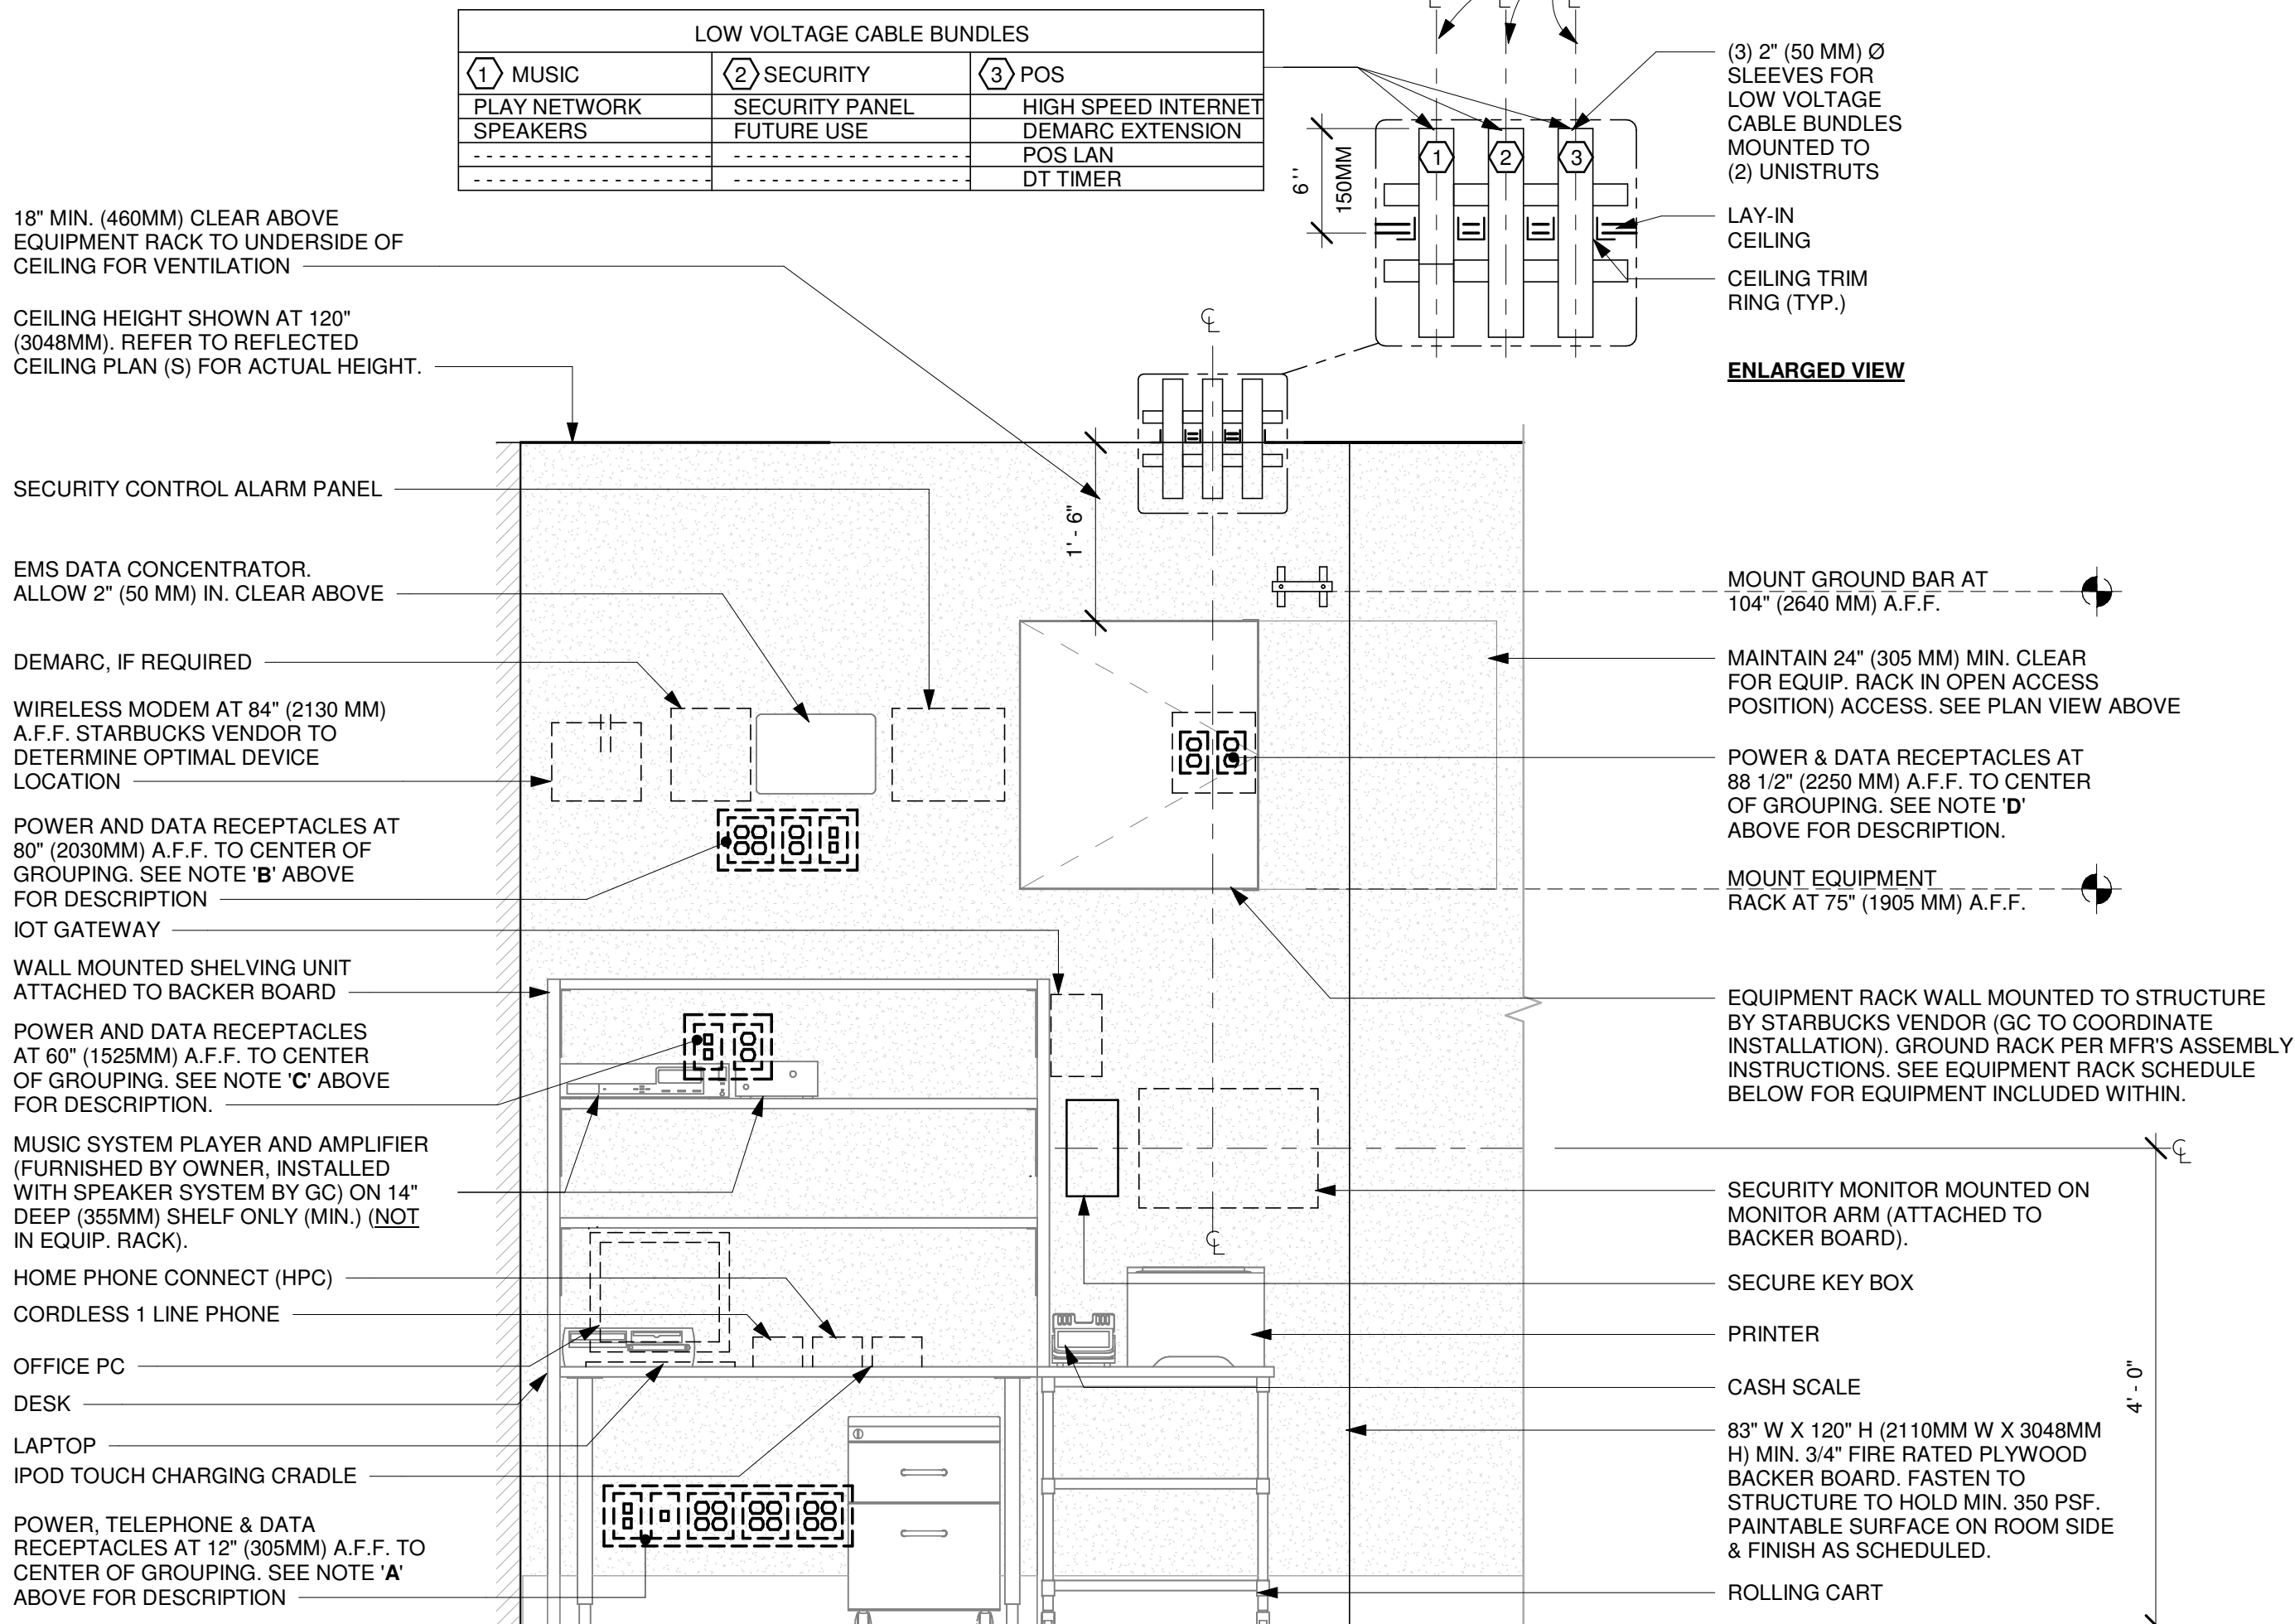 LOW VOLTAGE CABLE BUNDLES
1 MUSIC 2 SECURITY 3 POS
PLAY NETWORK SECURITY PANEL HIGH SPEED INTERNET
SPEAKERS FUTURE USE DEMARC EXTENSION
POS LAN
DT TIMER
(3) 2" (50 MM) Ø
SLEEVES FOR
LOW VOLTAGE
CABLE BUNDLES
MOUNTED TO
(2) UNISTRUTS
LAY-IN
CEILING
CEILING TRIM
RING (TYP.)
ENLARGED VIEW
1 2 3
6''
150MM
18" MIN. (460MM) CLEAR ABOVE
EQUIPMENT RACK TO UNDERSIDE OF
CEILING FOR VENTILATION
CEILING HEIGHT SHOWN AT 120"
(3048MM). REFER TO REFLECTED
CEILING PLAN (S) FOR ACTUAL HEIGHT.
SECURITY CONTROL ALARM PANEL
EMS DATA CONCENTRATOR.
ALLOW 2" (50 MM) IN. CLEAR ABOVE
DEMARC, IF REQUIRED
WIRELESS MODEM AT 84" (2130 MM)
A.F.F. STARBUCKS VENDOR TO
DETERMINE OPTIMAL DEVICE
LOCATION
POWER AND DATA RECEPTACLES AT
80" (2030MM) A.F.F. TO CENTER OF
GROUPING. SEE NOTE 'B' ABOVE
FOR DESCRIPTION
IOT GATEWAY
WALL MOUNTED SHELVING UNIT
ATTACHED TO BACKER BOARD
POWER AND DATA RECEPTACLES
AT 60" (1525MM) A.F.F. TO CENTER
OF GROUPING. SEE NOTE 'C' ABOVE
FOR DESCRIPTION.
MUSIC SYSTEM PLAYER AND AMPLIFIER
(FURNISHED BY OWNER, INSTALLED
WITH SPEAKER SYSTEM BY GC) ON 14"
DEEP (355MM) SHELF ONLY (MIN.) (NOT
IN EQUIP. RACK).
HOME PHONE CONNECT (HPC)
CORDLESS 1 LINE PHONE
OFFICE PC
DESK
LAPTOP
IPOD TOUCH CHARGING CRADLE
POWER, TELEPHONE & DATA
RECEPTACLES AT 12" (305MM) A.F.F. TO
CENTER OF GROUPING. SEE NOTE 'A'
ABOVE FOR DESCRIPTION
1' - 6"
MOUNT GROUND BAR AT
104" (2640 MM) A.F.F.
MAINTAIN 24" (305 MM) MIN. CLEAR
FOR EQUIP. RACK IN OPEN ACCESS
POSITION) ACCESS. SEE PLAN VIEW ABOVE
POWER & DATA RECEPTACLES AT
88 1/2" (2250 MM) A.F.F. TO CENTER
OF GROUPING. SEE NOTE 'D'
ABOVE FOR DESCRIPTION.
MOUNT EQUIPMENT
RACK AT 75" (1905 MM) A.F.F.
EQUIPMENT RACK WALL MOUNTED TO STRUCTURE
BY STARBUCKS VENDOR (GC TO COORDINATE
INSTALLATION). GROUND RACK PER MFR'S ASSEMBLY
INSTRUCTIONS. SEE EQUIPMENT RACK SCHEDULE
BELOW FOR EQUIPMENT INCLUDED WITHIN.
SECURITY MONITOR MOUNTED ON
MONITOR ARM (ATTACHED TO
BACKER BOARD).
SECURE KEY BOX
PRINTER
CASH SCALE
83" W X 120" H (2110MM W X 3048MM
H) MIN. 3/4" FIRE RATED PLYWOOD
BACKER BOARD. FASTEN TO
STRUCTURE TO HOLD MIN. 350 PSF.
PAINTABLE SURFACE ON ROOM SIDE
& FINISH AS SCHEDULED.
ROLLING CART
4' - 0"